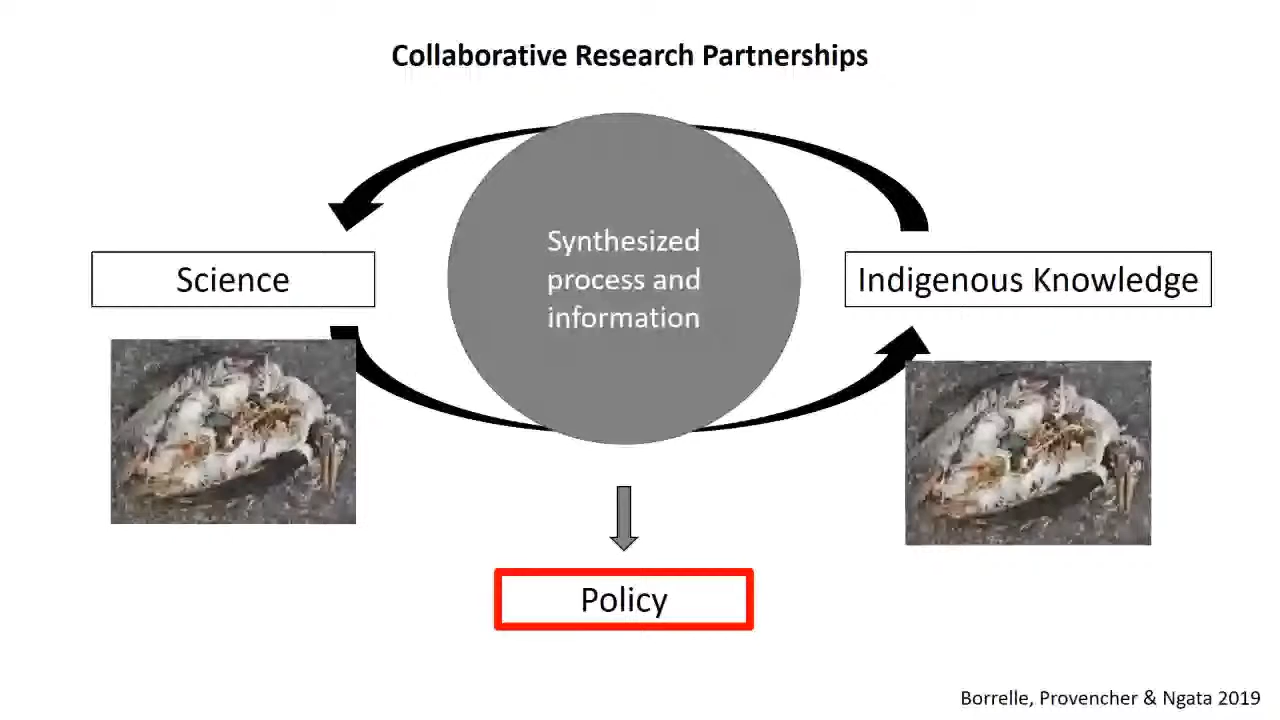 Collaborative Research Partnerships
Synthesized
process and
information
Science
Indigenous Knowledge
Policy
Borrelle, Provencher & Ngata 2019